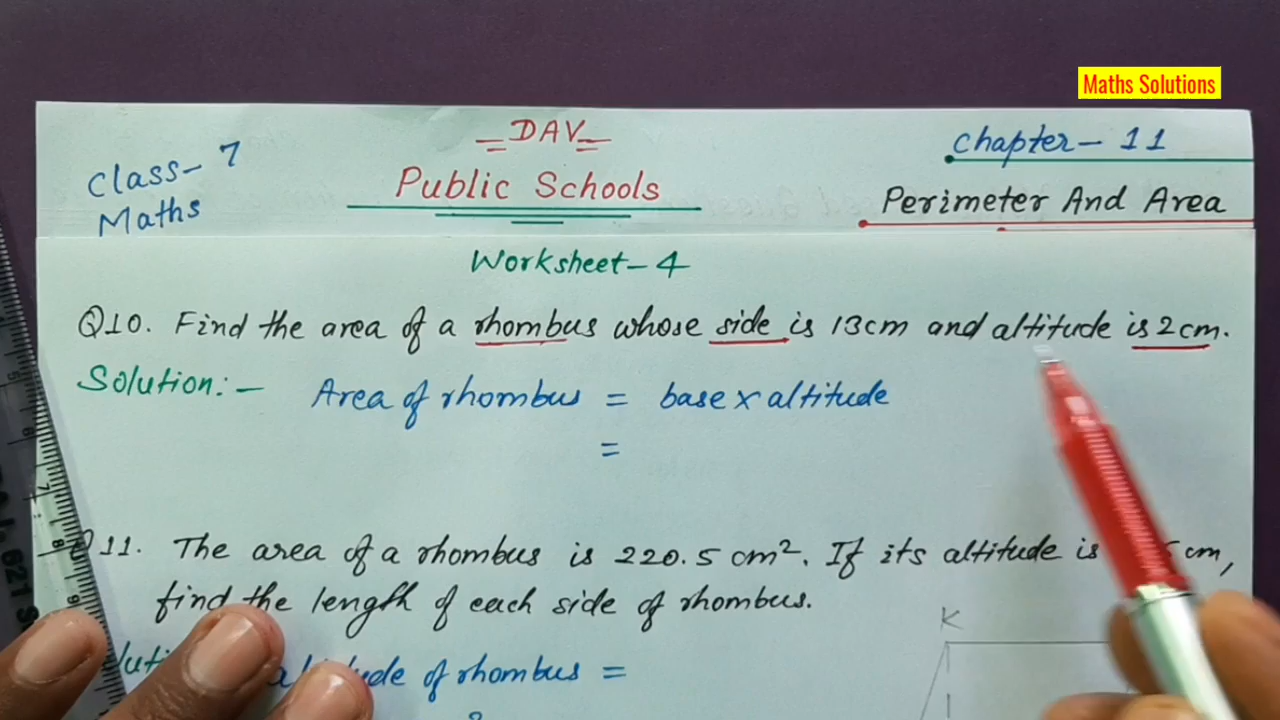 Maths Solutions
Class- 7
Maths
DAV
Public Schools
Chapter- 11
Perimeter And Area
Worksheet-4
Q10. Find the area of a rhombus whose side is 13cm and altitude is 2cm.
Solution:- Area of rhombus = base x altitude
=
Q11. The area of a rhombus is 220.5 cm². If its altitude is cm,
find the length of each side of rhombus.
of rhombus =
K